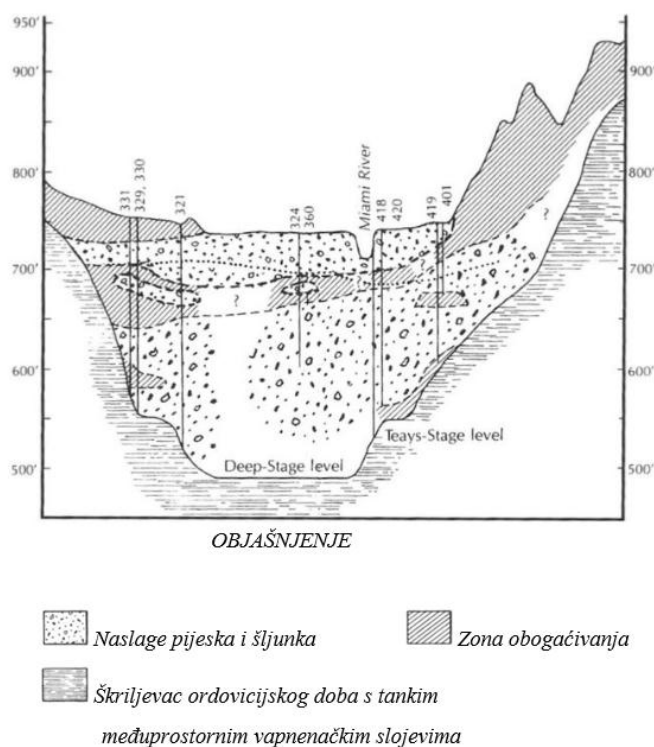 950'
900'
900'
800'
800'
700'
700'
600'
600'
500'
500'
331
329, 330
321
324
360
Miami River
418
420
419
401
?
?
?
Deep-Stage level
Teays-Stage level
OBJAŠNJENJE
Naslage pijeska i šljunka
Zona obogaćivanja
Škriljevac ordovicijskog doba s tankim
međuprostornim vapnenačkim slojevima